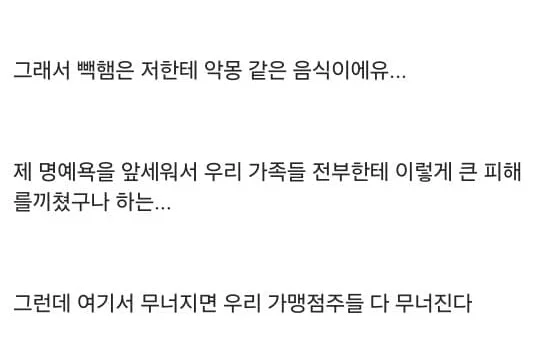 그래서 빽햄은 저한테 악몽 같은 음식이에유...
제 명예욕을 앞세워서 우리 가족들 전부한테 이렇게 큰 피해
를끼쳤구나 하는...
그런데 여기서 무너지면 우리 가맹점주들 다 무너진다